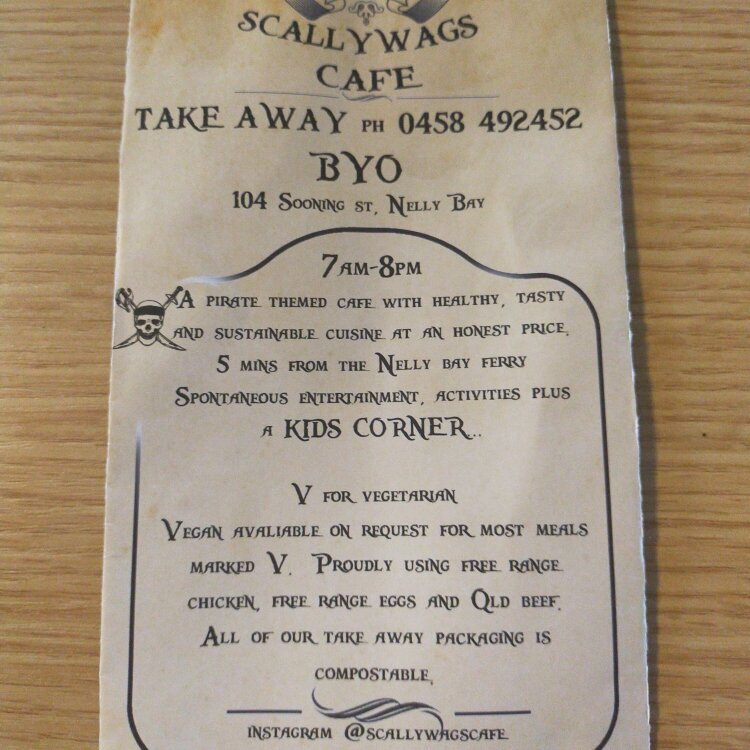 SCALLYWAGS
CAFE
TAKE AWAY PH 0458 492452
BYO
104 SOONING ST, NELLY BAY
7AM-8PM
A PIRATE THEMED CAFE WITH HEALTHY, TASTY
AND SUSTAINABLE CUISINE AT AN HONEST PRICE.
5 MINS FROM THE NELLY BAY FERRY
SPONTANEOUS ENTERTAINMENT, ACTIVITIES PLUS
A KIDS CORNER..
V FOR VEGETARIAN
VEGAN AVALIABLE ON REQUEST FOR MOST MEALS
MARKED V. PROUDLY USING FREE RANGE
CHICKEN, FREE RANGE EGGS AND QLD BEEF.
ALL OF OUR TAKE AWAY PACKAGING IS
COMPOSTABLE.
INSTAGRAM @SCALLYWAGSCAFE